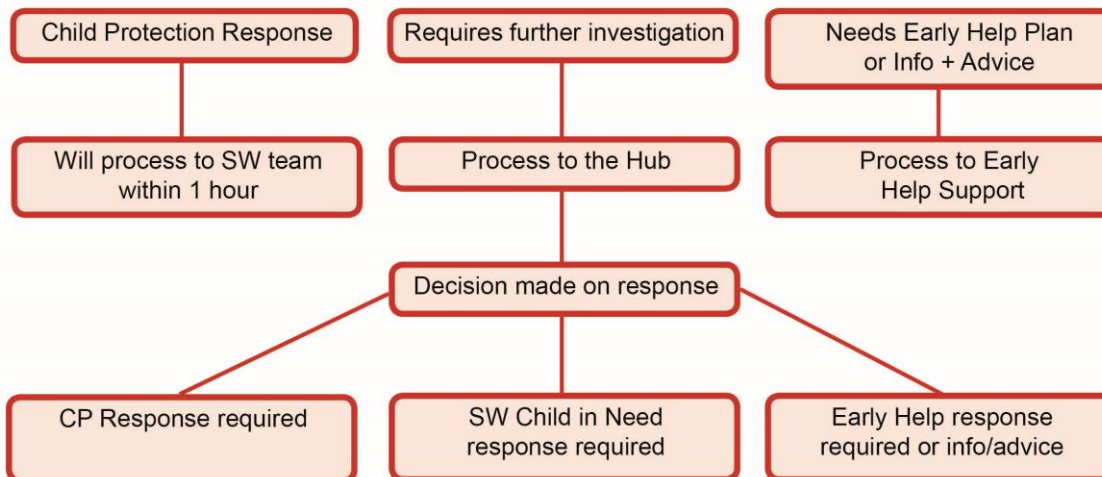 Child Protection Response
Requires further investigation
Needs Early Help Plan
or Info + Advice
Will process to SW team
within 1 hour
Process to the Hub
Process to Early
Help Support
Decision made on response
CP Response required
SW Child in Need
response required
Early Help response
required or info/advice